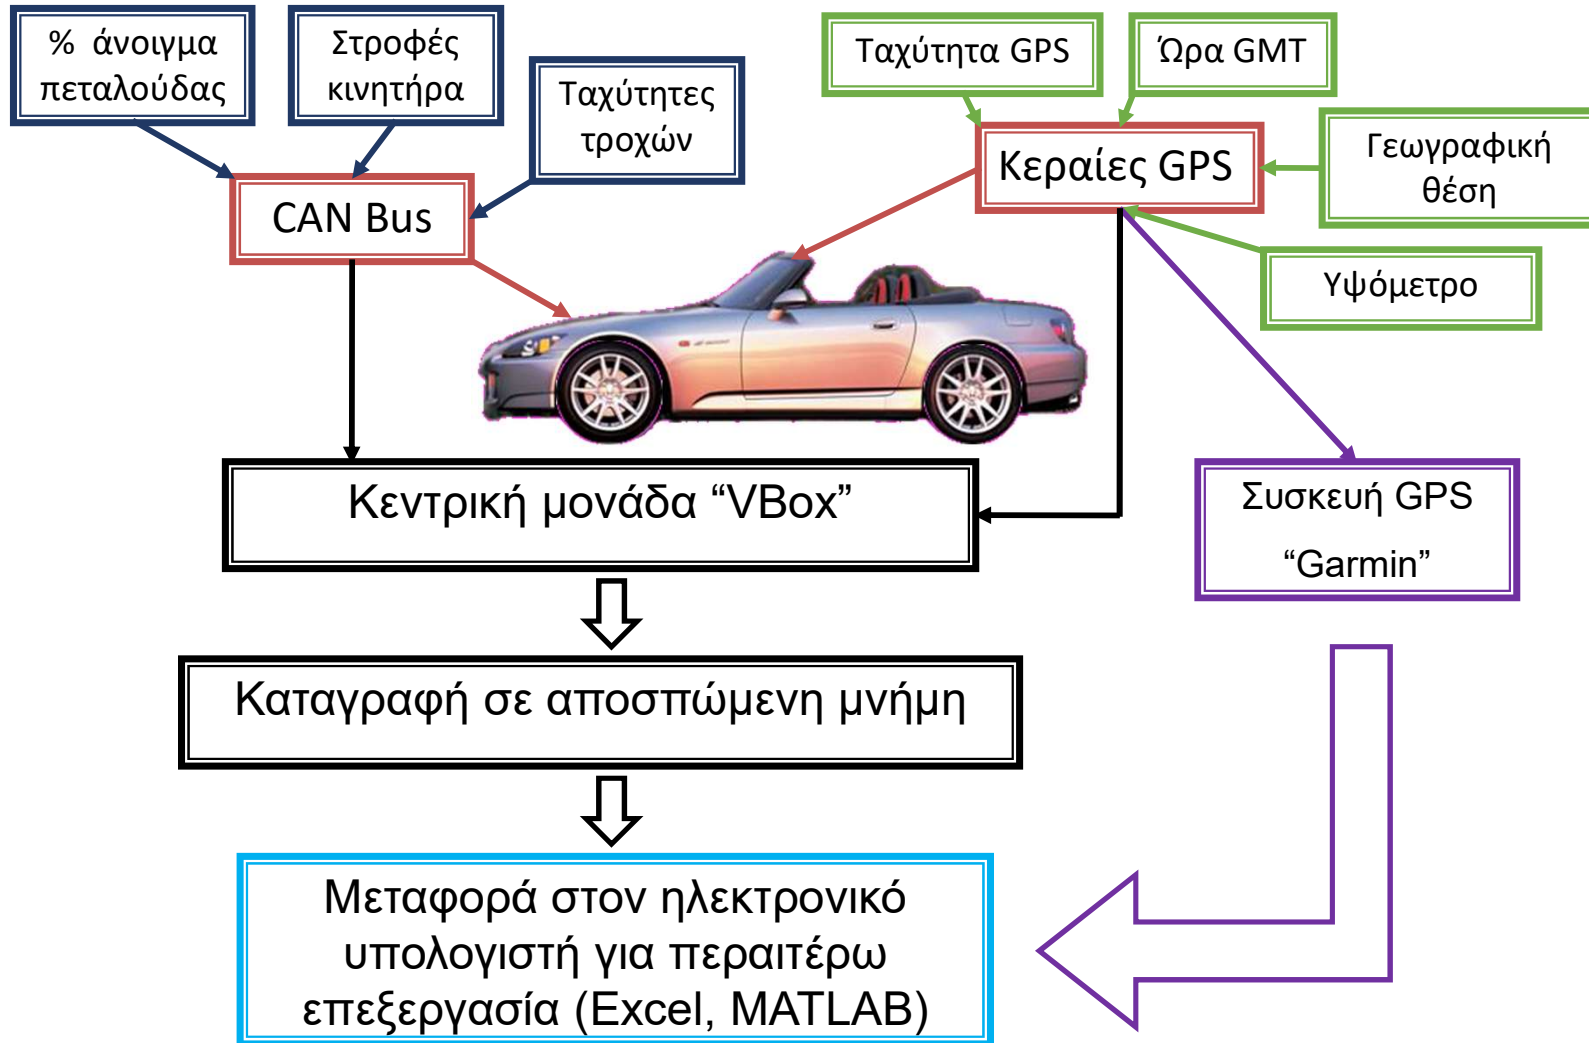 % άνοιγμα
πεταλούδας
Στροφές
κινητήρα
Ταχύτητες
τροχών
Ταχύτητα GPS
Ώρα GMT
Γεωγραφική
θέση
Υψόμετρο
CAN Bus
Κεραίες GPS
Κεντρική μονάδα “VBox”
Συσκευή GPS
“Garmin”
Καταγραφή σε αποσπώμενη μνήμη
Μεταφορά στον ηλεκτρονικό
υπολογιστή για περαιτέρω
επεξεργασία (Excel, MATLAB)